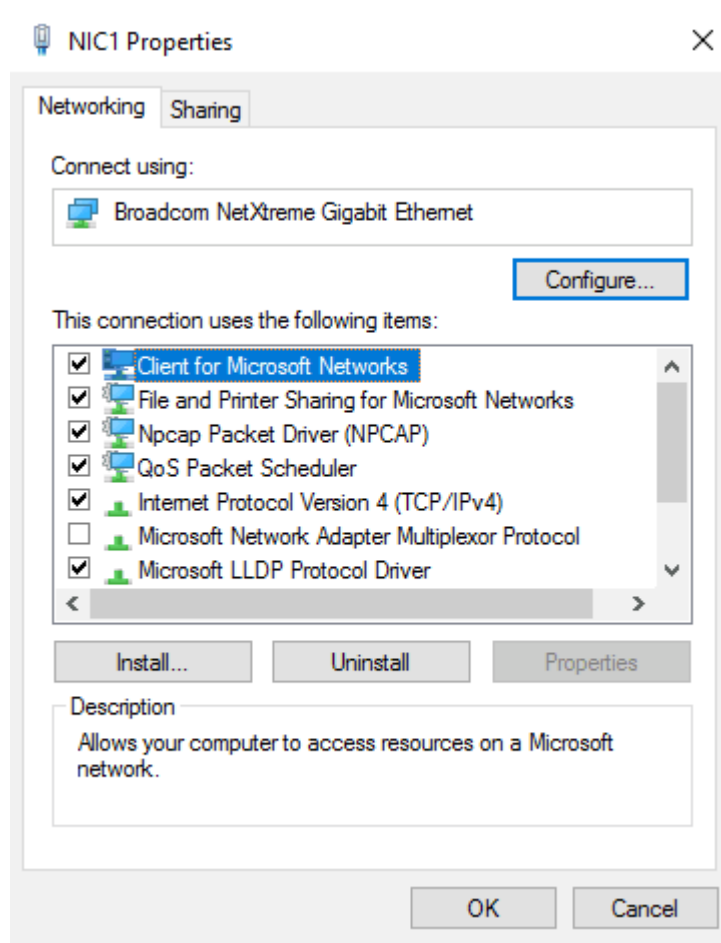 NIC1 Properties
Networking
Sharing
Connect using:
Broadcom NetXtreme Gigabit Ethernet
Configure...
This connection uses the following items:
Client for Microsoft Networks
File and Printer Sharing for Microsoft Networks
Npcap Packet Driver (NPCAP)
QoS Packet Scheduler
Internet Protocol Version 4 (TCP/IPv4)
Microsoft Network Adapter Multiplexor Protocol
Microsoft LLDP Protocol Driver
Install...
Uninstall
Properties
Description
Allows your computer to access resources on a Microsoft
network.
OK
Cancel